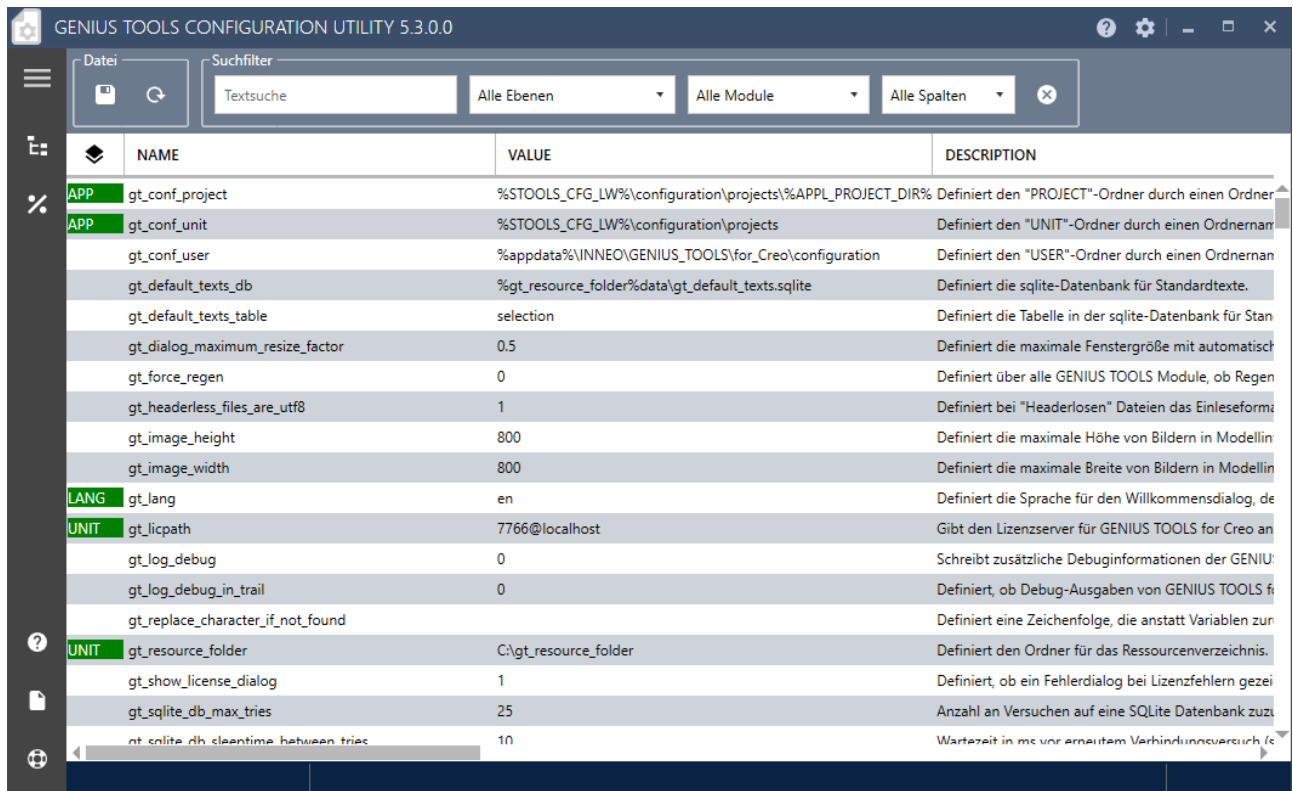 GENIUS TOOLS CONFIGURATION UTILITY 5.3.0.0
Datei Suchfilter
Textsuche Alle Ebenen Alle Module Alle Spalten
NAME VALUE DESCRIPTION
APP gt_conf_project %STOOLS_CFG_LW%\configuration\projects\%APPL_PROJECT_DIR% Definiert den "PROJECT"-Ordner durch einen Ordner
APP gt_conf_unit %STOOLS_CFG_LW%\configuration\projects Definiert den "UNIT"-Ordner durch einen Ordnernam
gt_conf_user %appdata%\INNEO\GENIUS_TOOLS\for_Creo\configuration Definiert den "USER"-Ordner durch einen Ordnernam
gt_default_texts_db %gt_resource_folder%data\gt_default_texts.sqlite Definiert die sqlite-Datenbank für Standardtexte.
gt_default_texts_table selection Definiert die Tabelle in der sqlite-Datenbank für Stan
gt_dialog_maximum_resize_factor 0.5 Definiert die maximale Fenstergröße mit automatisch
gt_force_regen 0 Definiert über alle GENIUS TOOLS Module, ob Regen
gt_headerless_files_are_utf8 1 Definiert bei "Headerlosen" Dateien das Einleseforma
gt_image_height 800 Definiert die maximale Höhe von Bildern in Modellin
gt_image_width 800 Definiert die maximale Breite von Bildern in Modellin
LANG gt_lang en Definiert die Sprache für den Willkommensdialog, de
UNIT gt_licpath 7766@localhost Gibt den Lizenzserver für GENIUS TOOLS for Creo an
gt_log_debug 0 Schreibt zusätzliche Debuginformationen der GENIU
gt_log_debug_in_trail 0 Definiert, ob Debug-Ausgaben von GENIUS TOOLS f
gt_replace_character_if_not_found Definiert eine Zeichenfolge, die anstatt Variablen zur
UNIT gt_resource_folder C:\gt_resource_folder Definiert den Ordner für das Ressourcenverzeichnis.
gt_show_license_dialog 1 Definiert, ob ein Fehlerdialog bei Lizenzfehlern gezei
gt_sqlite_db_max_tries 25 Anzahl an Versuchen auf eine SQLite Datenbank zuzu
gt_sqlite_db_sleeptime_between_tries 10 Wartezeit in ms vor erneutem Verbindungsversuch (s